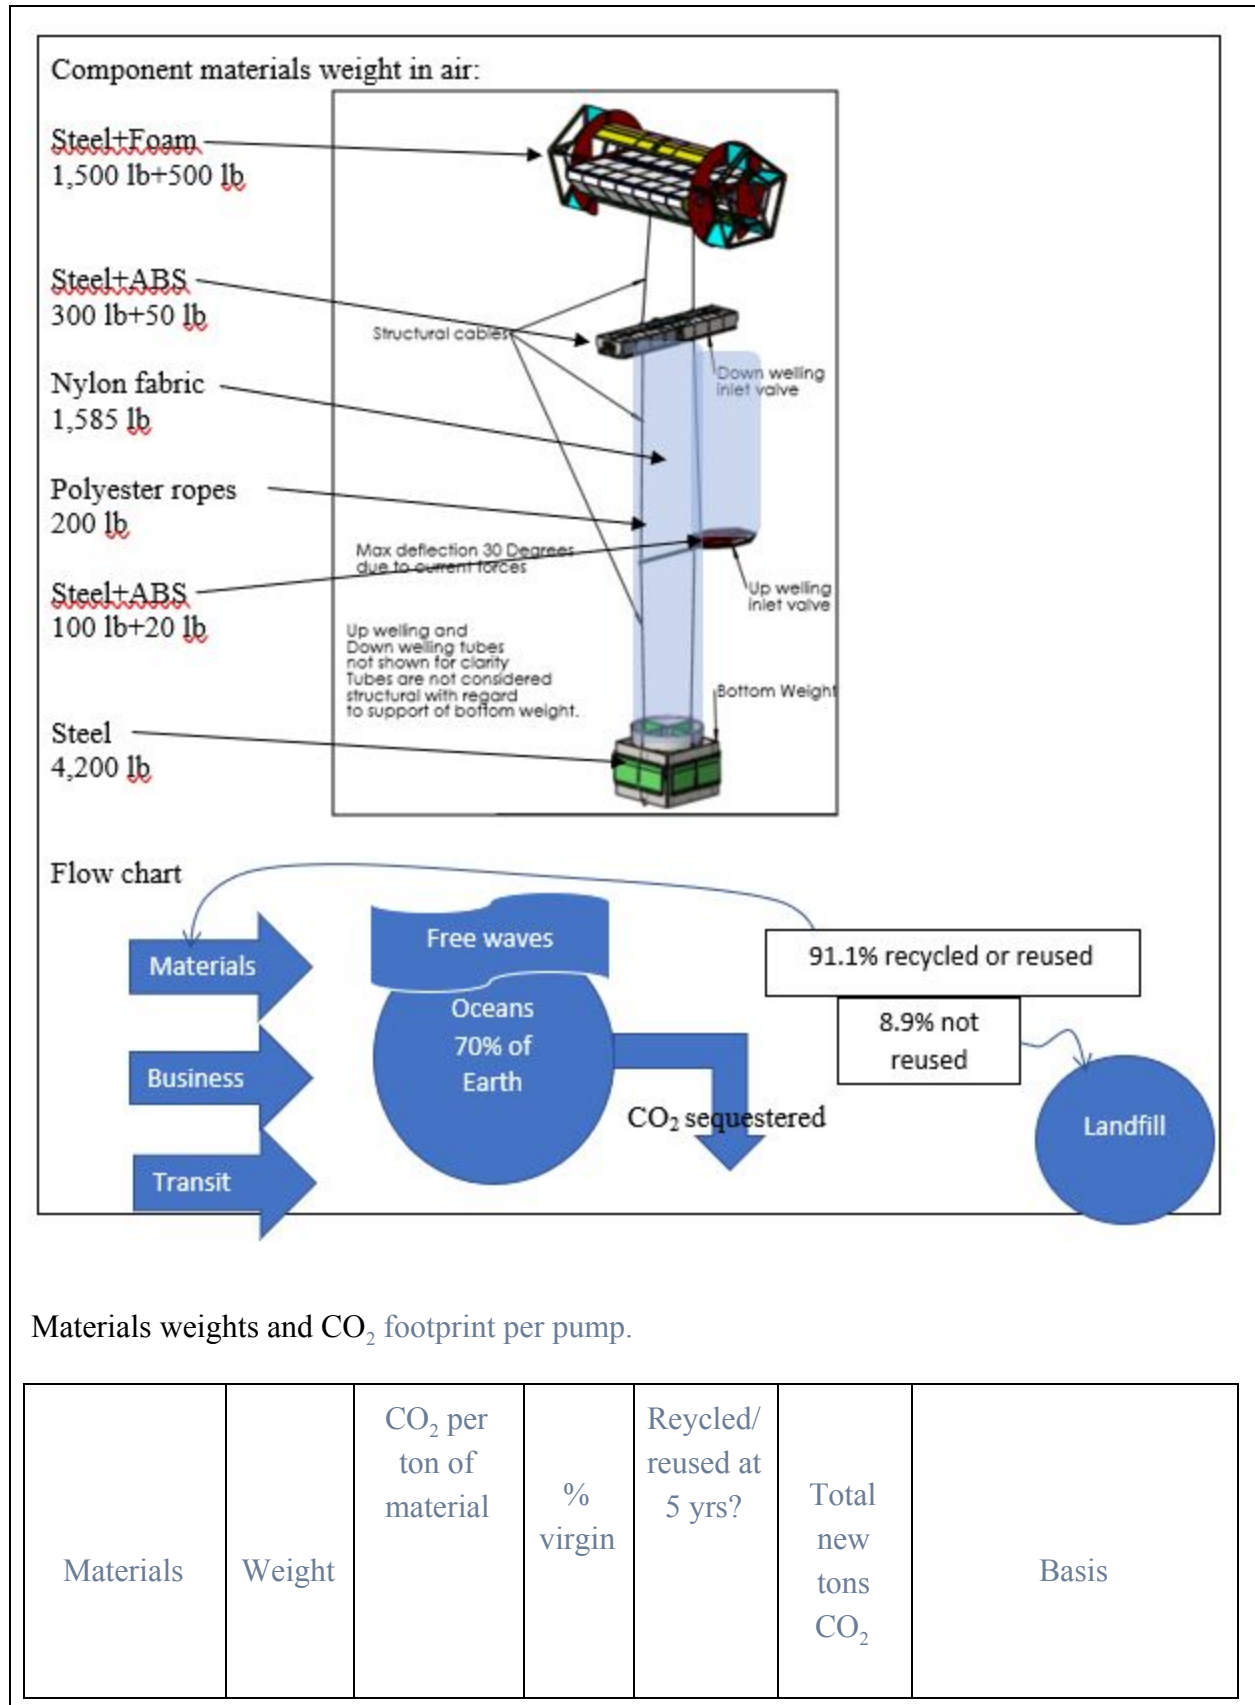 Component materials weight in air:
Steel+Foam
1,500 lb+500 lb
Steel+ABS
300 lb+50 lb
Structural cables
Down welling
inlet valve
Nylon fabric
1,585 lb
Polyester ropes
200 lb
Max deflection 30 Degrees
due to current forces
Steel+ABS
100 lb+20 lb
Up welling
inlet valve
Up welling and
Down welling tubes
not shown for clarity
Tubes are not considered
structural with regard
to support of bottom weight.
Bottom Weight
Steel
4,200 lb
Flow chart
Materials
Business
Transit
Free waves
Oceans
70% of
Earth
CO₂ sequestered
91.1% recycled or reused
8.9% not
reused
Landfill
Materials weights and CO₂ footprint per pump.
Materials
Weight
CO₂ per
ton of
material
%
virgin
Reycled/
reused at
5 yrs?
Total
new
tons
CO₂
Basis